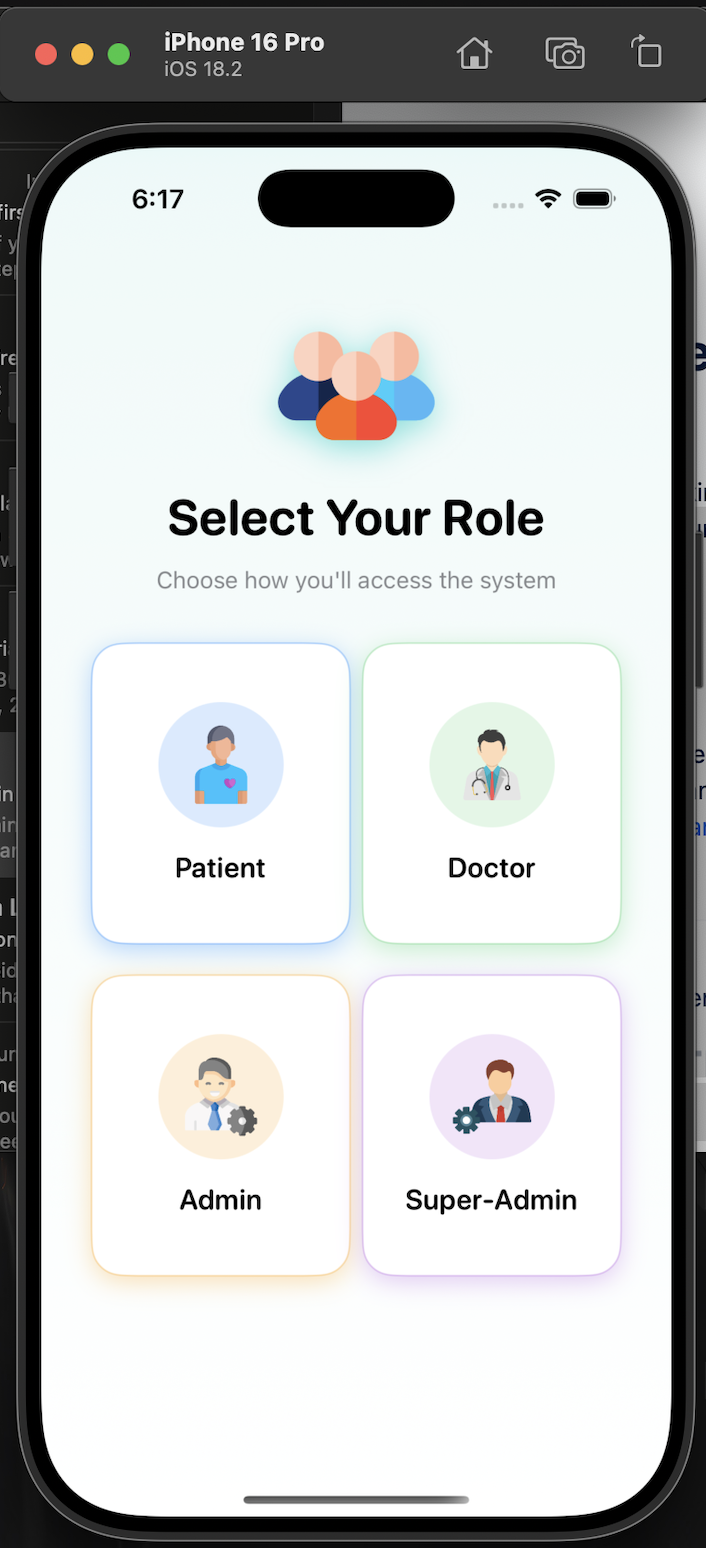 iPhone 16 Pro
iOS 18.2
6:17
Select Your Role
Choose how you'll access the system
Patient
Doctor
Admin
Super-Admin